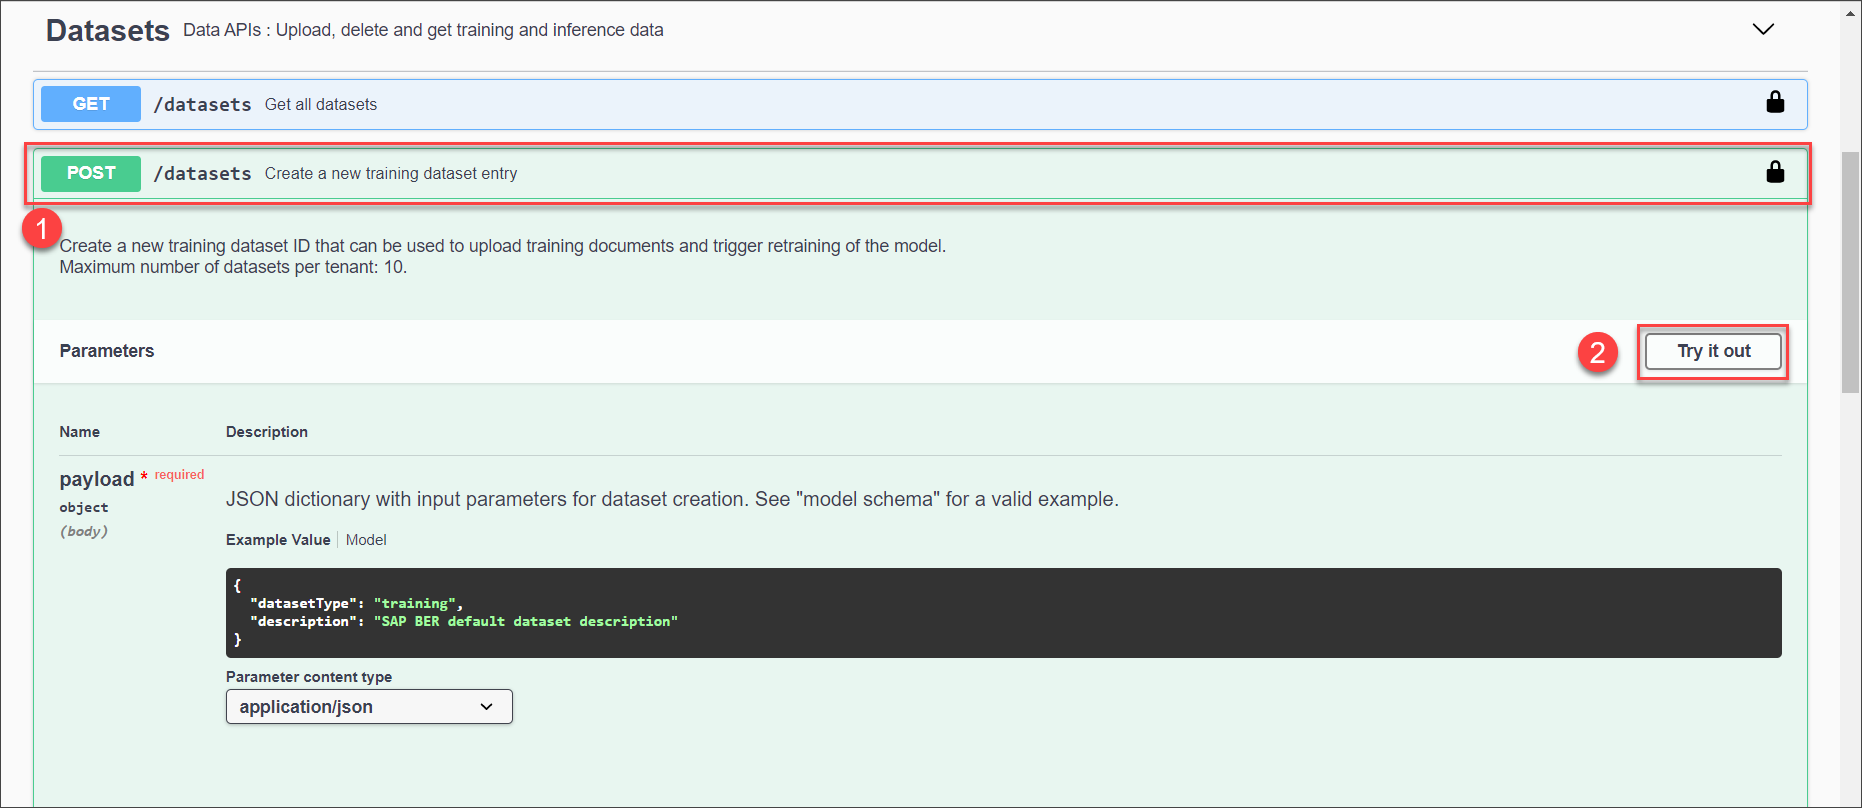 Datasets Data APIs : Upload, delete and get training and inference data
GET /datasets Get all datasets
POST /datasets Create a new training dataset entry
1
Create a new training dataset ID that can be used to upload training documents and trigger retraining of the model.
Maximum number of datasets per tenant: 10.
Parameters 2 Try it out
Name Description
payload * required
object
(body)
JSON dictionary with input parameters for dataset creation. See "model schema" for a valid example.
Example Value Model
{
"datasetType": "training",
"description": "SAP BER default dataset description"
}
Parameter content type
application/json